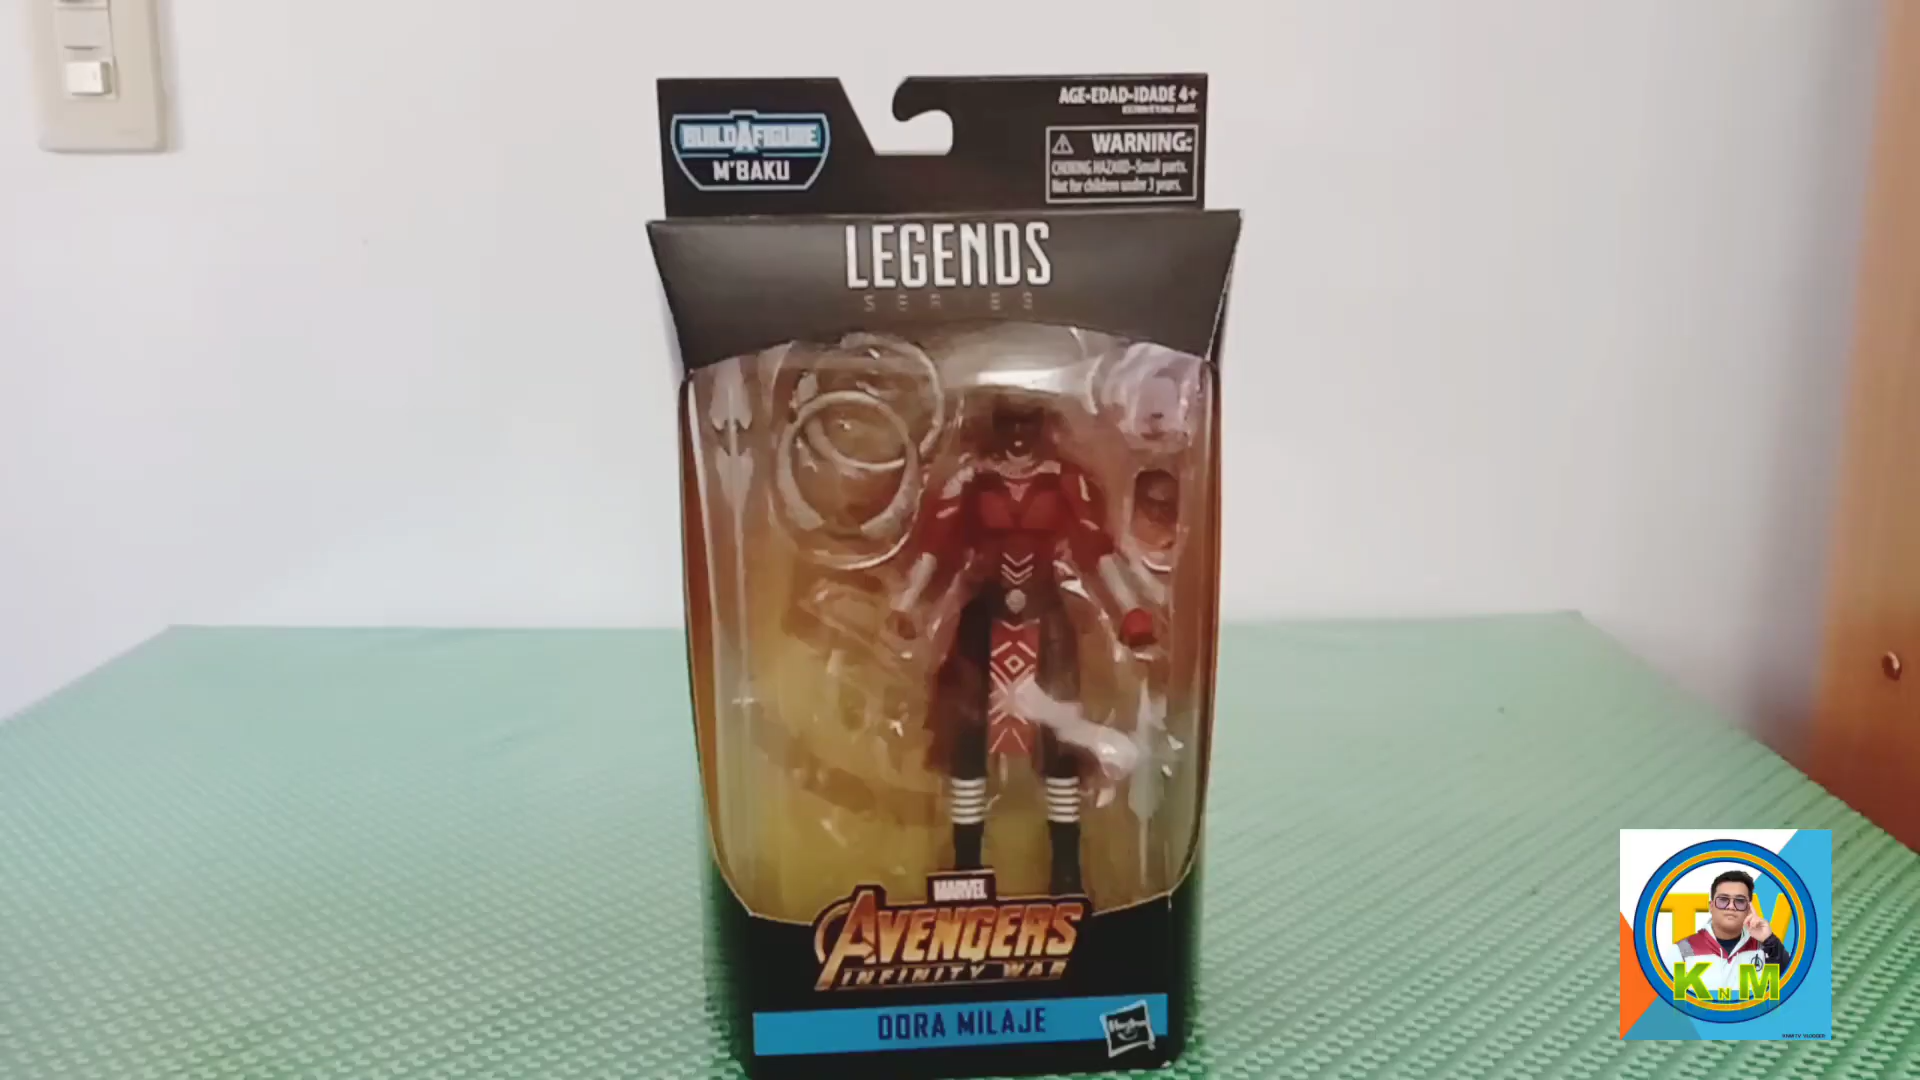 BUILD A FIGURE
M'BAKU
AGE•EDAD•IDADE 4+
WARNING:
CHOKING HAZARD–Small parts.
Not for children under 3 years.
LEGENDS
SERIES
MARVEL
AVENGERS
INFINITY WAR
DORA MILAJE
Hasbro
TV
K N M